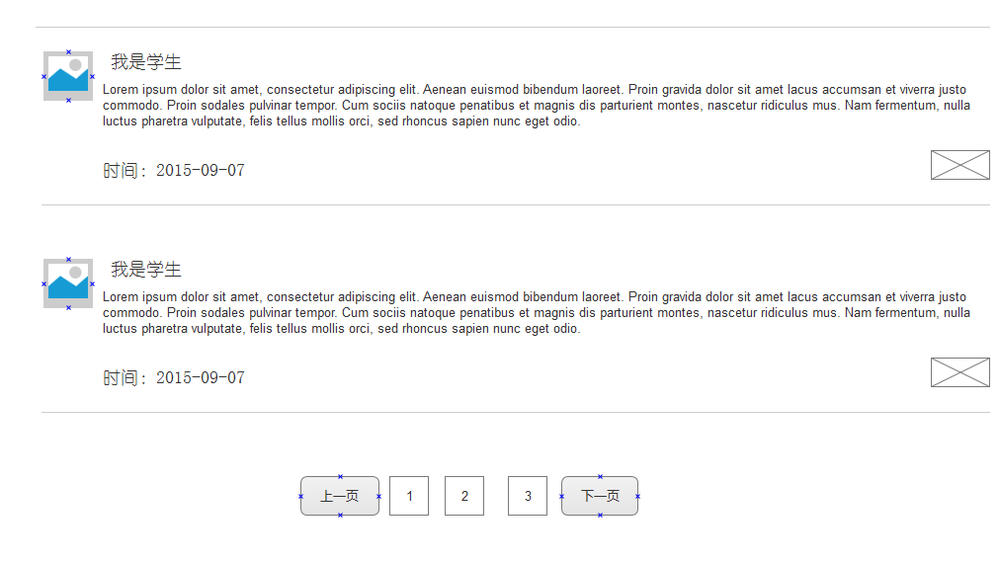 我是学生
Lorem ipsum dolor sit amet, consectetur adipiscing elit. Aenean euismod bibendum laoreet. Proin gravida dolor sit amet lacus accumsan et viverra justo
commodo. Proin sodales pulvinar tempor. Cum sociis natoque penatibus et magnis dis parturient montes, nascetur ridiculus mus. Nam fermentum, nulla
luctus pharetra vulputate, felis tellus mollis orci, sed rhoncus sapien nunc eget odio.
时间：2015-09-07
我是学生
Lorem ipsum dolor sit amet, consectetur adipiscing elit. Aenean euismod bibendum laoreet. Proin gravida dolor sit amet lacus accumsan et viverra justo
commodo. Proin sodales pulvinar tempor. Cum sociis natoque penatibus et magnis dis parturient montes, nascetur ridiculus mus. Nam fermentum, nulla
luctus pharetra vulputate, felis tellus mollis orci, sed rhoncus sapien nunc eget odio.
时间：2015-09-07
上一页 1 2 3 下一页